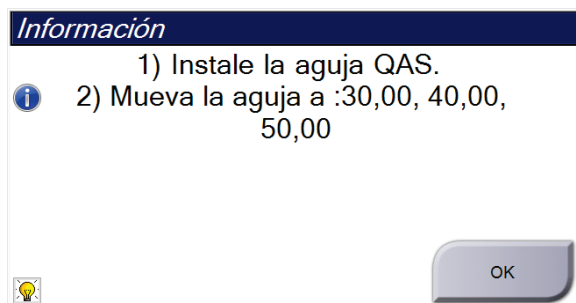 Información
1) Instale la aguja QAS.
2) Mueva la aguja a :30,00, 40,00,
50,00
OK